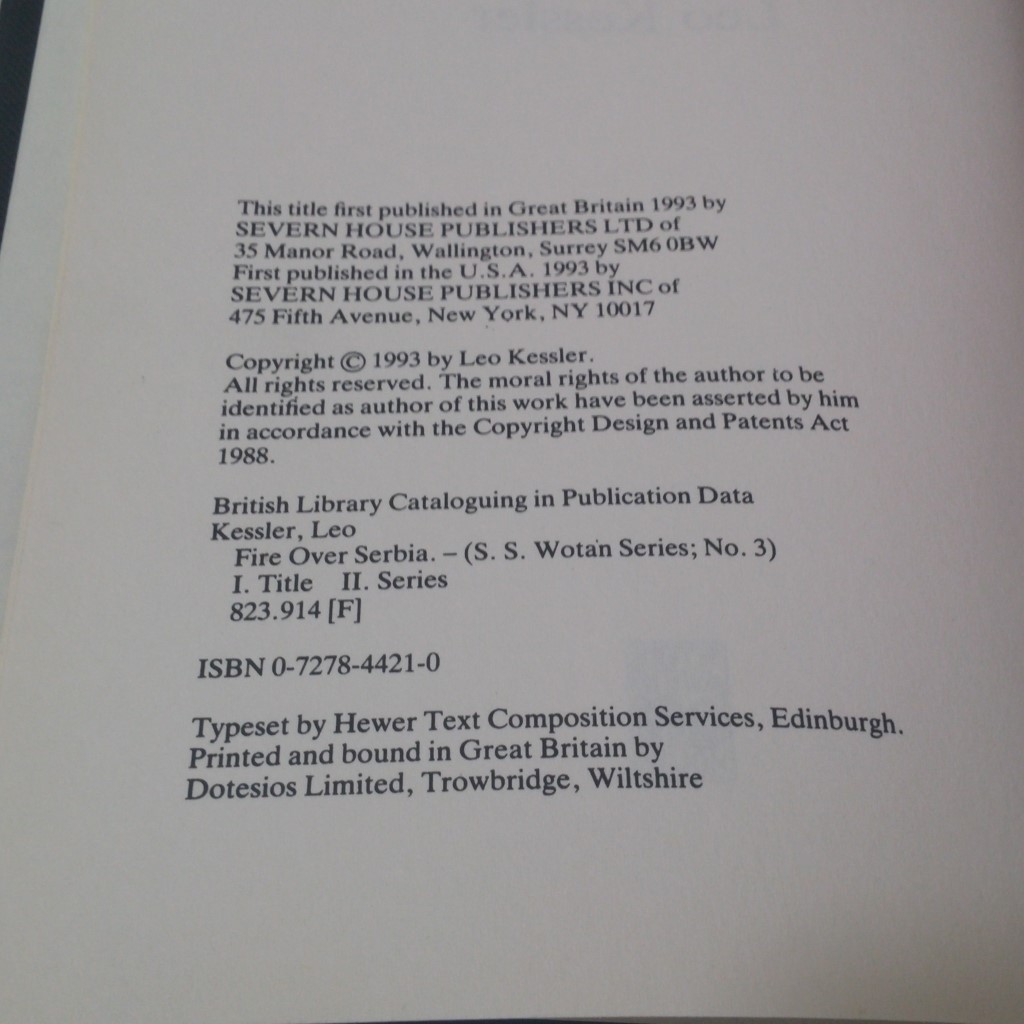 This title first published in Great Britain 1993 by
SEVERN HOUSE PUBLISHERS LTD of
35 Manor Road, Wallington, Surrey SM6 0BW
First published in the U.S.A. 1993 by
SEVERN HOUSE PUBLISHERS INC of
475 Fifth Avenue, New York, NY 10017
Copyright © 1993 by Leo Kessler.
All rights reserved. The moral rights of the author to be
identified as author of this work have been asserted by him
in accordance with the Copyright Design and Patents Act
1988.
British Library Cataloguing in Publication Data
Kessler, Leo
Fire Over Serbia. – (S. S. Wotan Series; No. 3)
I. Title II. Series
823.914 [F]
ISBN 0-7278-4421-0
Typeset by Hewer Text Composition Services, Edinburgh.
Printed and bound in Great Britain by
Dotesios Limited, Trowbridge, Wiltshire